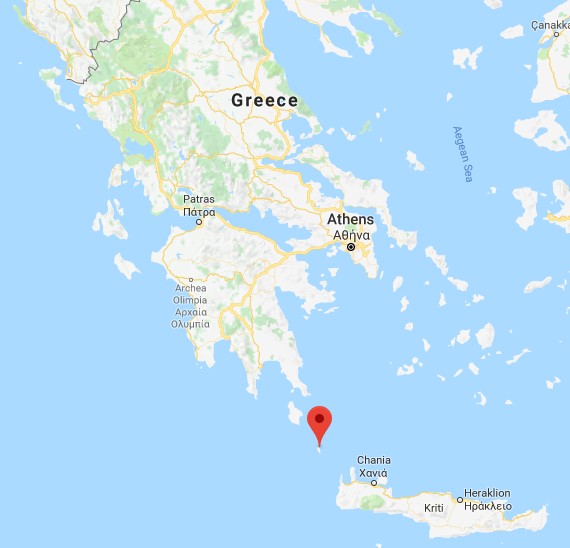 Çanakka
Greece
Aegean Sea
Patras
Πάτρα
Athens
Αθήνα
Archea
Olimpia
Αρχαία
Ολυμπία
Chania
Χανιά
Heraklion
Ηράκλειο
Kriti